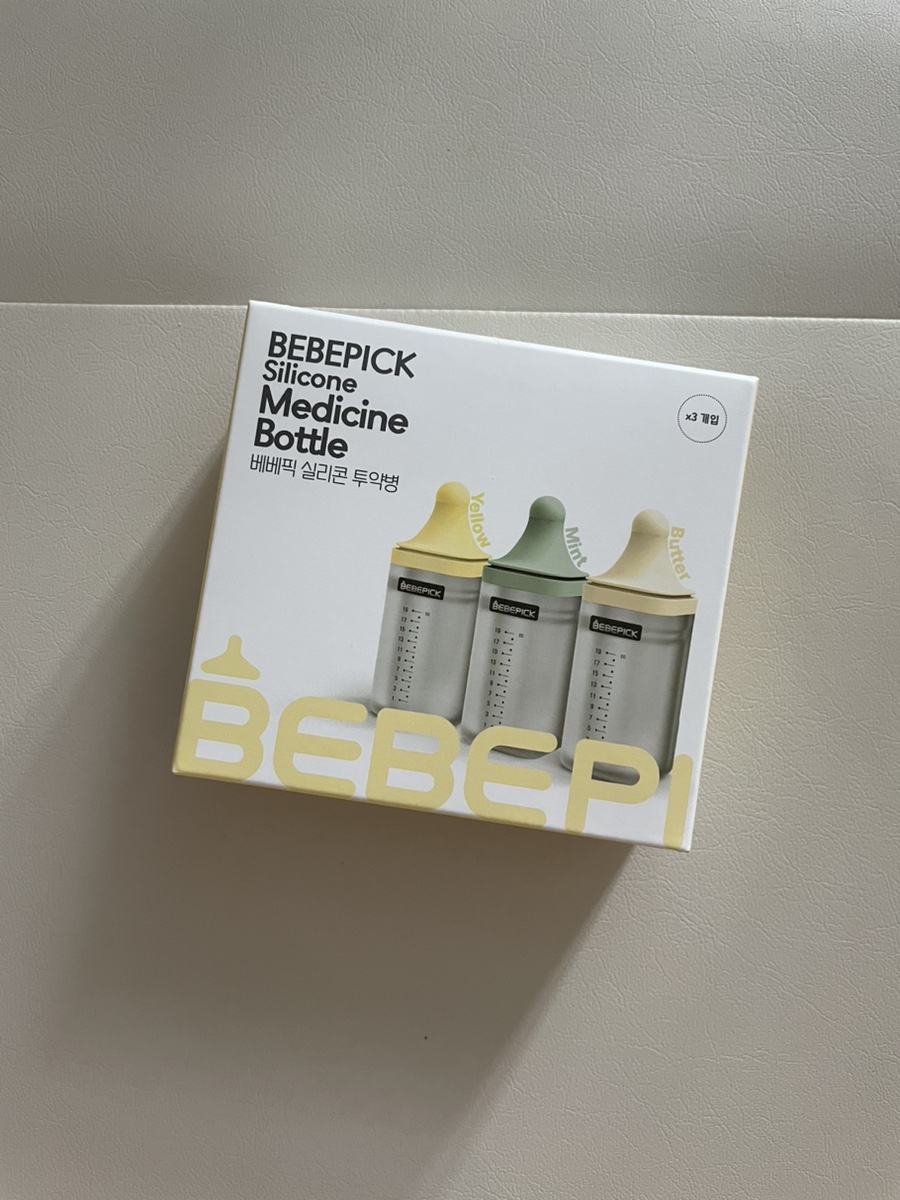 BEBEPICK
Silicone
Medicine
Bottle
베베픽 실리콘 투약병
x3 개입
Yellow
Mint
Butter
BEBEPICK
BEBEPICK
BEBEPICK
BEBEPI